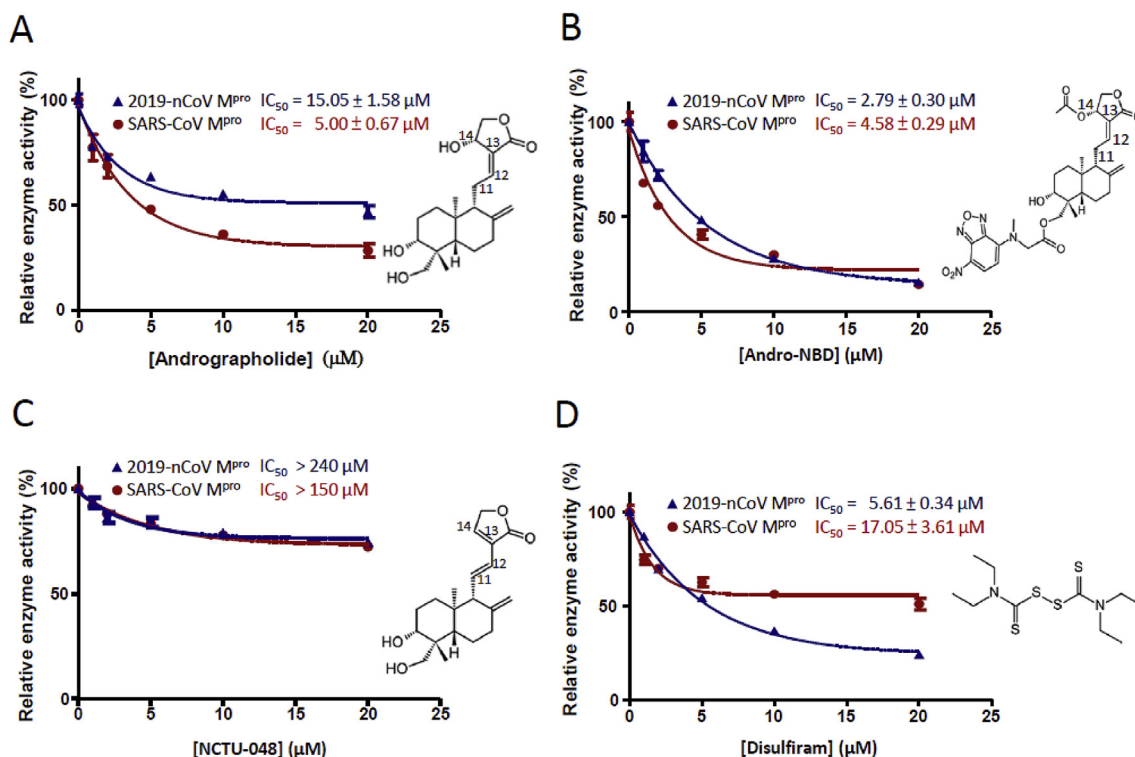 A
Relative enzyme activity (%)
100
50
0
0 5 10 15 20 25
[Andrographolide] (μM)
2019-nCoV Mᵖʳᵒ IC₅₀ = 15.05 ± 1.58 μM
SARS-CoV Mᵖʳᵒ IC₅₀ = 5.00 ± 0.67 μM
O
14
13
HO
O
12
11
HO
H
HO
B
Relative enzyme activity (%)
100
50
0
0 5 10 15 20 25
[Andro-NBD] (μM)
2019-nCoV Mᵖʳᵒ IC₅₀ = 2.79 ± 0.30 μM
SARS-CoV Mᵖʳᵒ IC₅₀ = 4.58 ± 0.29 μM
O
O
14
13
O
12
11
HO
H
O
N O N
N
O
O₂N
C
Relative enzyme activity (%)
100
50
0
0 5 10 15 20 25
[NCTU-048] (μM)
2019-nCoV Mᵖʳᵒ IC₅₀ > 240 μM
SARS-CoV Mᵖʳᵒ IC₅₀ > 150 μM
O
14
13
O
12
11
HO
H
HO
D
Relative enzyme activity (%)
100
50
0
0 5 10 15 20 25
[Disulfiram] (μM)
2019-nCoV Mᵖʳᵒ IC₅₀ = 5.61 ± 0.34 μM
SARS-CoV Mᵖʳᵒ IC₅₀ = 17.05 ± 3.61 μM
S
N S S N
S